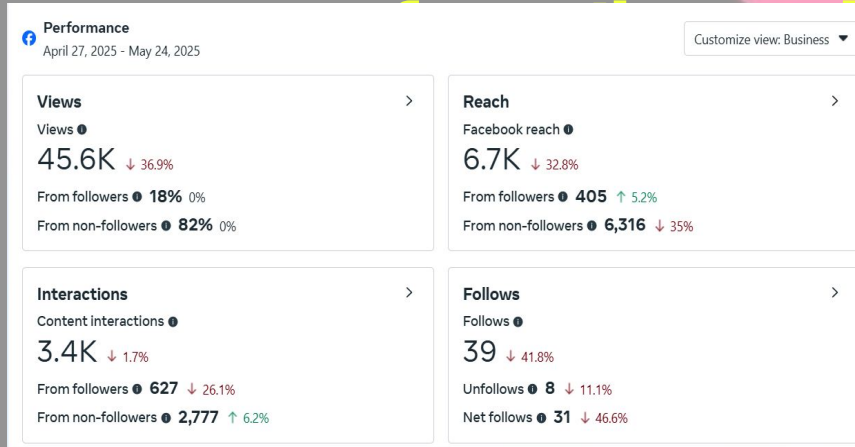 Performance
April 27, 2025 - May 24, 2025
Customize view: Business
Views
Views
45.6K ↓ 36.9%
From followers 18% 0%
From non-followers 82% 0%
Reach
Facebook reach
6.7K ↓ 32.8%
From followers 405 ↑ 5.2%
From non-followers 6,316 ↓ 35%
Interactions
Content interactions
3.4K ↓ 1.7%
From followers 627 ↓ 26.1%
From non-followers 2,777 ↑ 6.2%
Follows
Follows
39 ↓ 41.8%
Unfollows 8 ↓ 11.1%
Net follows 31 ↓ 46.6%